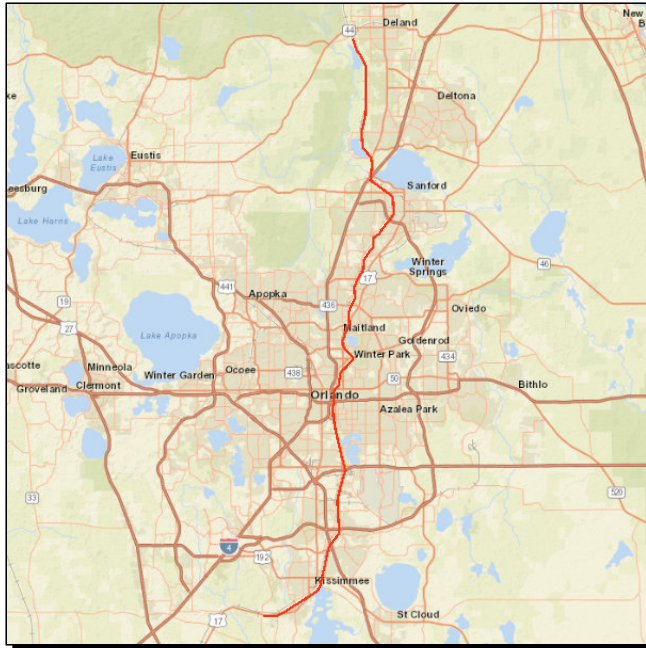 Deland
New
B
44
ke
Deltona
Lake
Eustis
Eustis
eesburg
Sanford
Lake Harris
Winter
Springs
46
17
441
Apopka
436
19
Oviedo
27
Lake Apopka
Maitland
Goldenrod
ascotte
Minneola
Winter Park
434
Ocoee
438
Winter Garden
50
Groveland
Clermont
Orlando
Bithlo
Azalea Park
33
520
4
192
Kissimmee
17
St Cloud